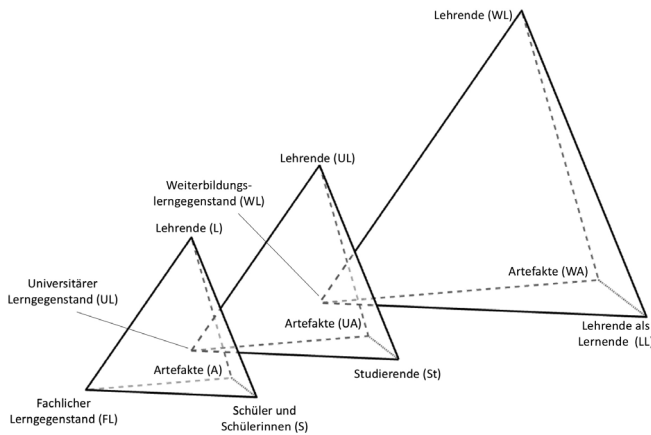 Lehrende (WL)
Lehrende (UL)
Weiterbildungs-
lerngegenstand (WL)
Lehrende (L)
Universitärer
Lerngegenstand (UL)
Artefakte (WA)
Artefakte (UA)
Lehrende als
Lernende (LL)
Artefakte (A)
Studierende (St)
Fachlicher
Lerngegenstand (FL)
Schüler und
Schülerinnen (S)